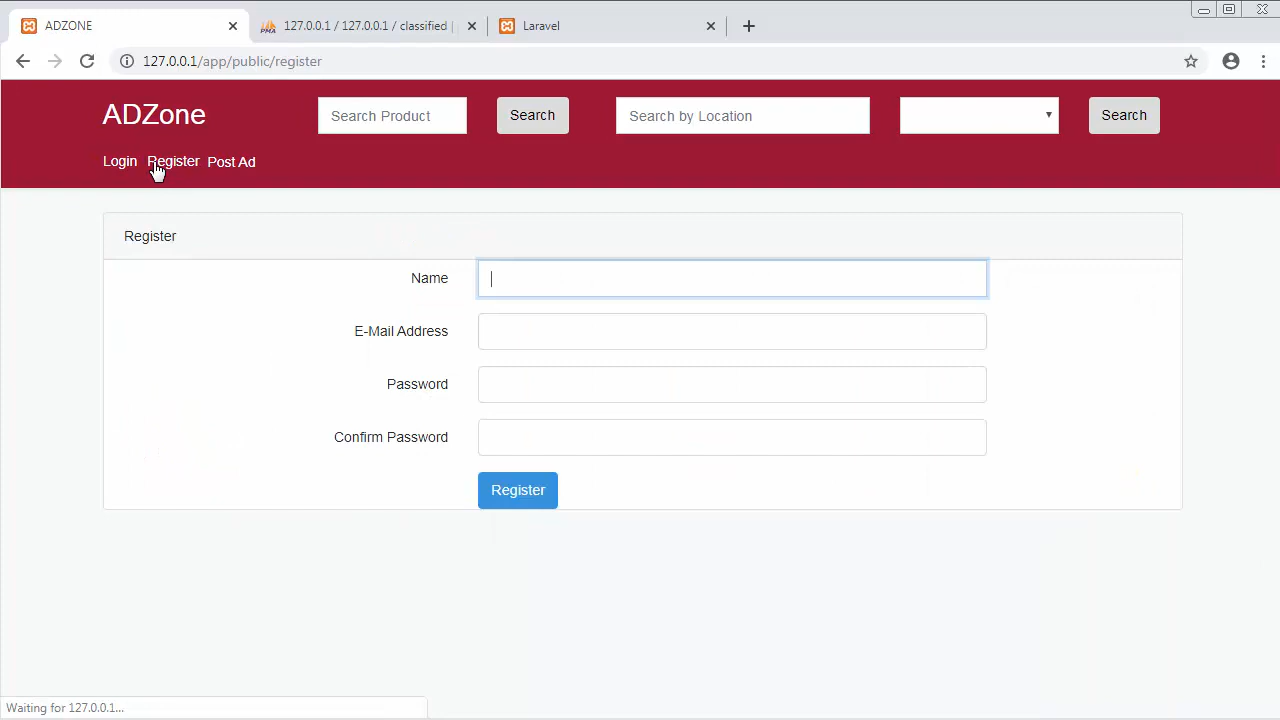 ADZONE
127.0.0.1 / 127.0.0.1 / classified |
Laravel
127.0.0.1/app/public/register
ADZone
Search Product
Search
Search by Location
Search
Login Register Post Ad
Register
Name
E-Mail Address
Password
Confirm Password
Register
Waiting for 127.0.0.1...